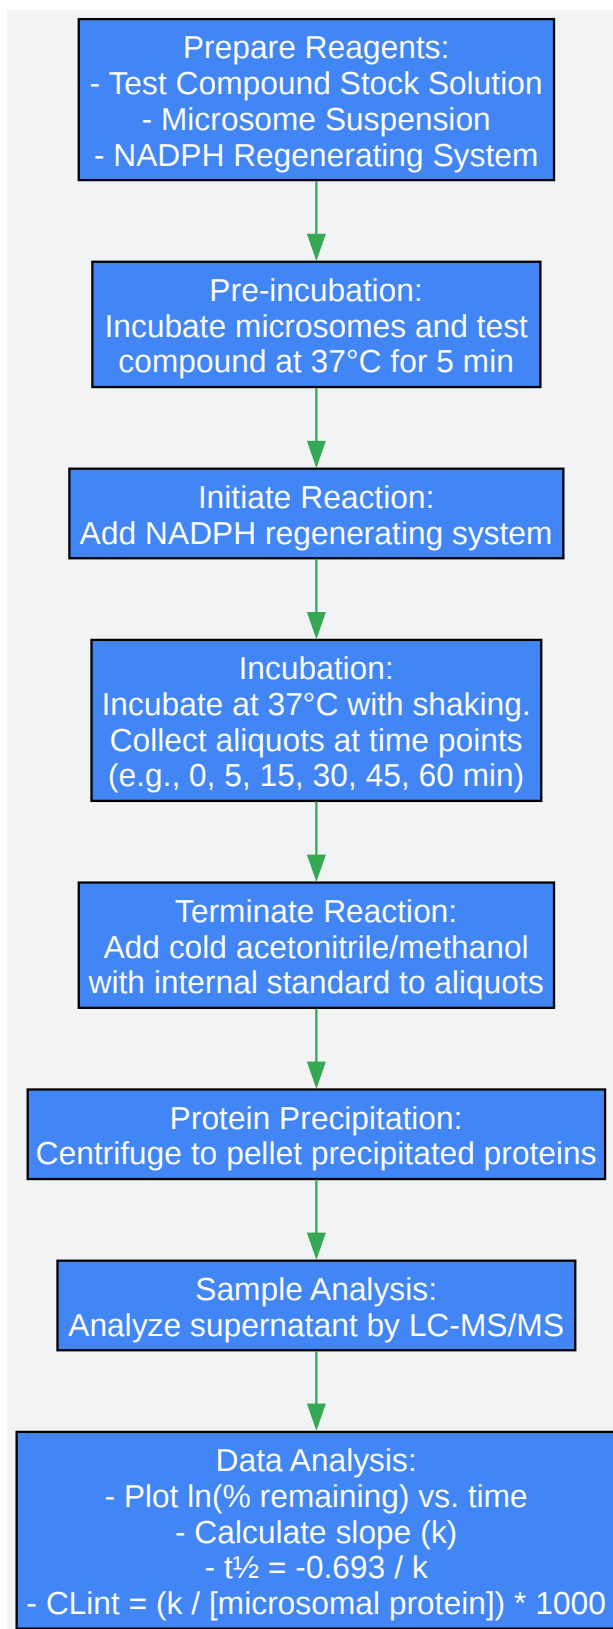 Prepare Reagents:
- Test Compound Stock Solution
- Microsome Suspension
- NADPH Regenerating System
Pre-incubation:
Incubate microsomes and test
compound at 37°C for 5 min
Initiate Reaction:
Add NADPH regenerating system
Incubation:
Incubate at 37°C with shaking.
Collect aliquots at time points
(e.g., 0, 5, 15, 30, 45, 60 min)
Terminate Reaction:
Add cold acetonitrile/methanol
with internal standard to aliquots
Protein Precipitation:
Centrifuge to pellet precipitated proteins
Sample Analysis:
Analyze supernatant by LC-MS/MS
Data Analysis:
- Plot ln(% remaining) vs. time
- Calculate slope (k)
- t½ = -0.693 / k
- CLint = (k / [microsomal protein]) * 1000